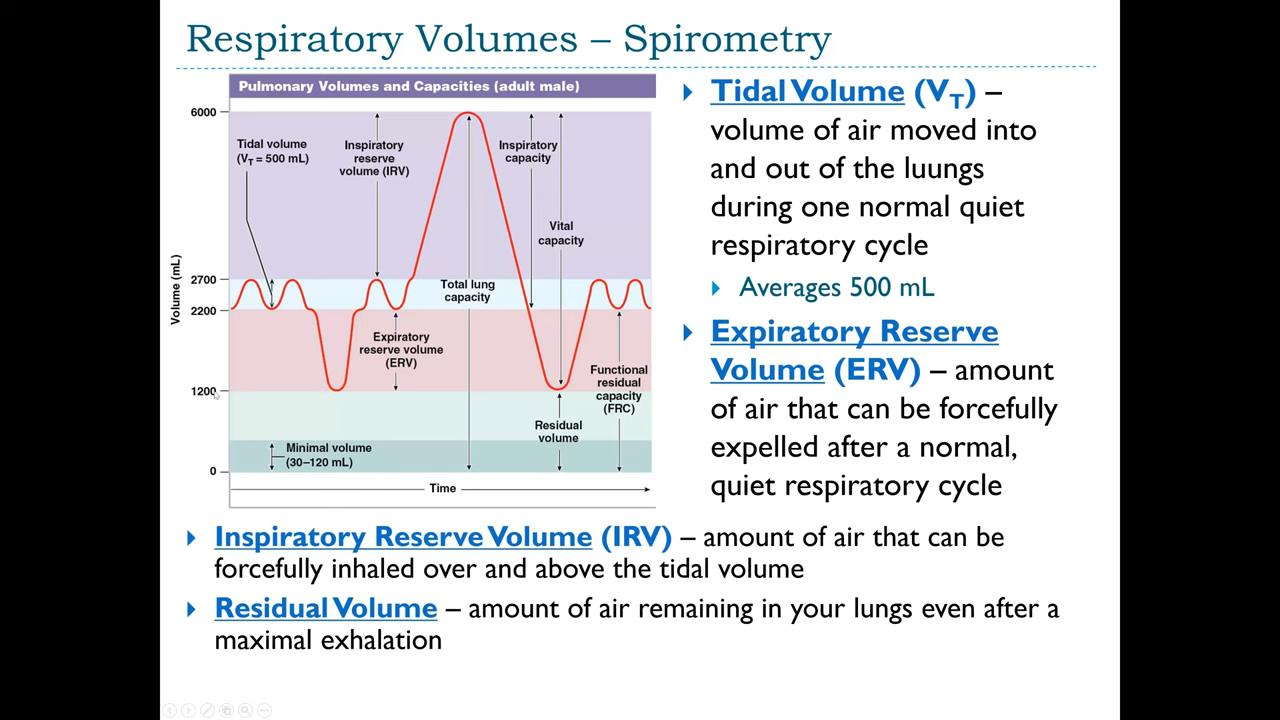 Respiratory Volumes – Spirometry
Pulmonary Volumes and Capacities (adult male)
6000
2700
2200
1200
0
Volume (mL)
Tidal volume
(VT = 500 mL)
Inspiratory
reserve
volume (IRV)
Inspiratory
capacity
Vital
capacity
Total lung
capacity
Expiratory
reserve volume
(ERV)
Functional
residual
capacity
(FRC)
Residual
volume
Minimal volume
(30–120 mL)
Time
Tidal Volume (VT) –
volume of air moved into
and out of the luungs
during one normal quiet
respiratory cycle
Averages 500 mL
Expiratory Reserve
Volume (ERV) – amount
of air that can be forcefully
expelled after a normal,
quiet respiratory cycle
Inspiratory Reserve Volume (IRV) – amount of air that can be
forcefully inhaled over and above the tidal volume
Residual Volume – amount of air remaining in your lungs even after a
maximal exhalation